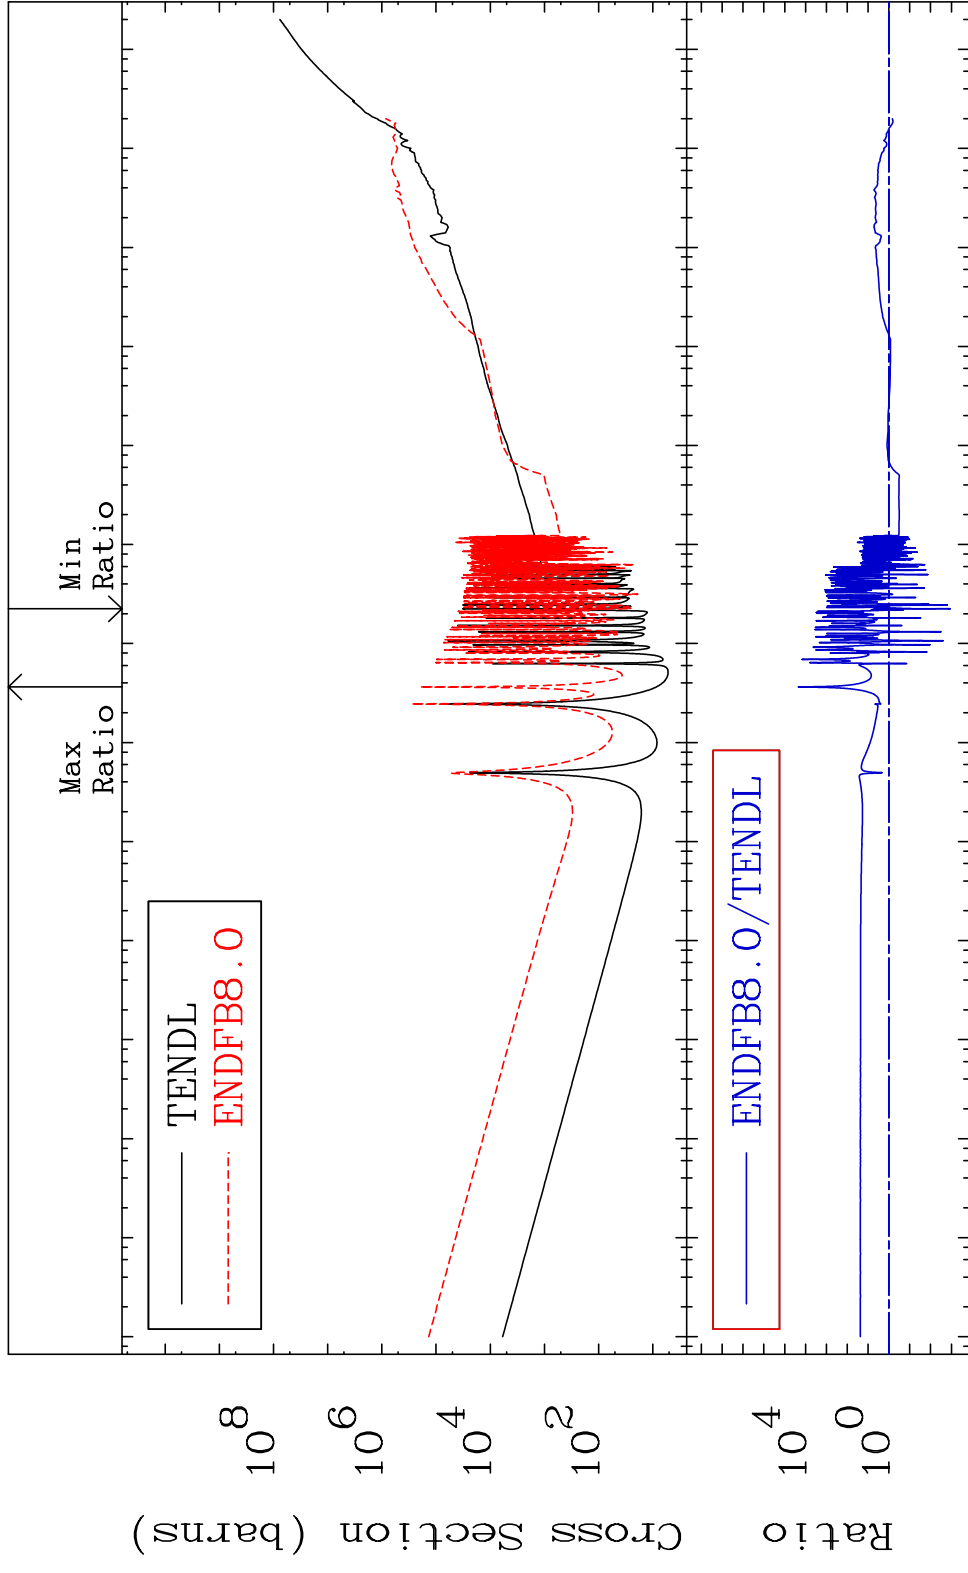 Max
Ratio
Min
Ratio
TENDL
ENDFB8.0
10 8
10 6
10 4
10 2
Cross Section (barns)
ENDFB8.0/TENDL
10 4
10 0
Ratio